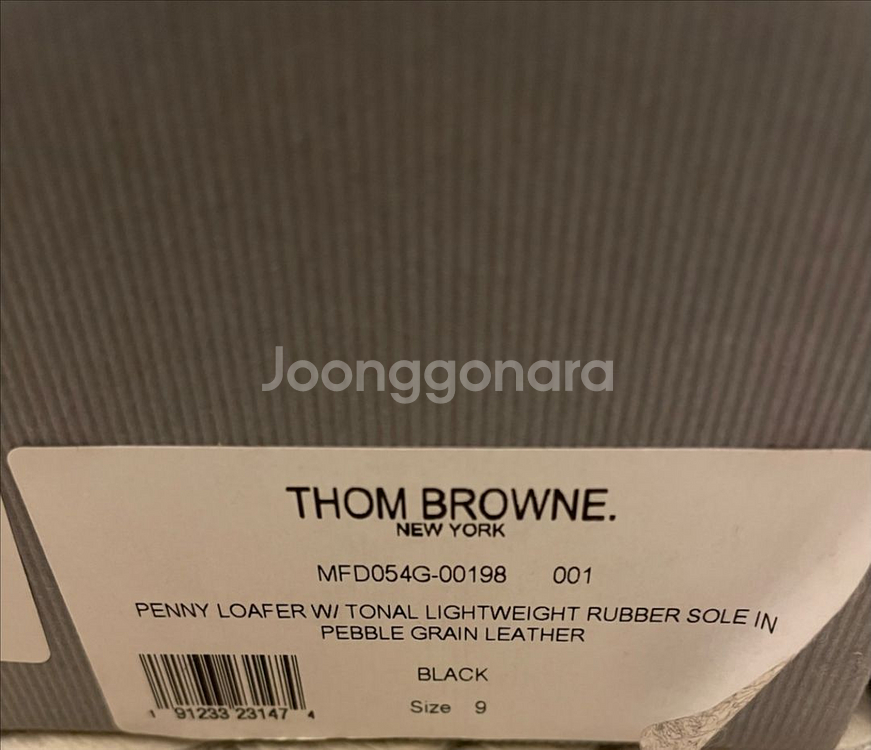 Joonggonara
THOM BROWNE.
NEW YORK
MFD054G-00198 001
PENNY LOAFER W/ TONAL LIGHTWEIGHT RUBBER SOLE IN
PEBBLE GRAIN LEATHER
BLACK
Size 9
1 91233 23147 4